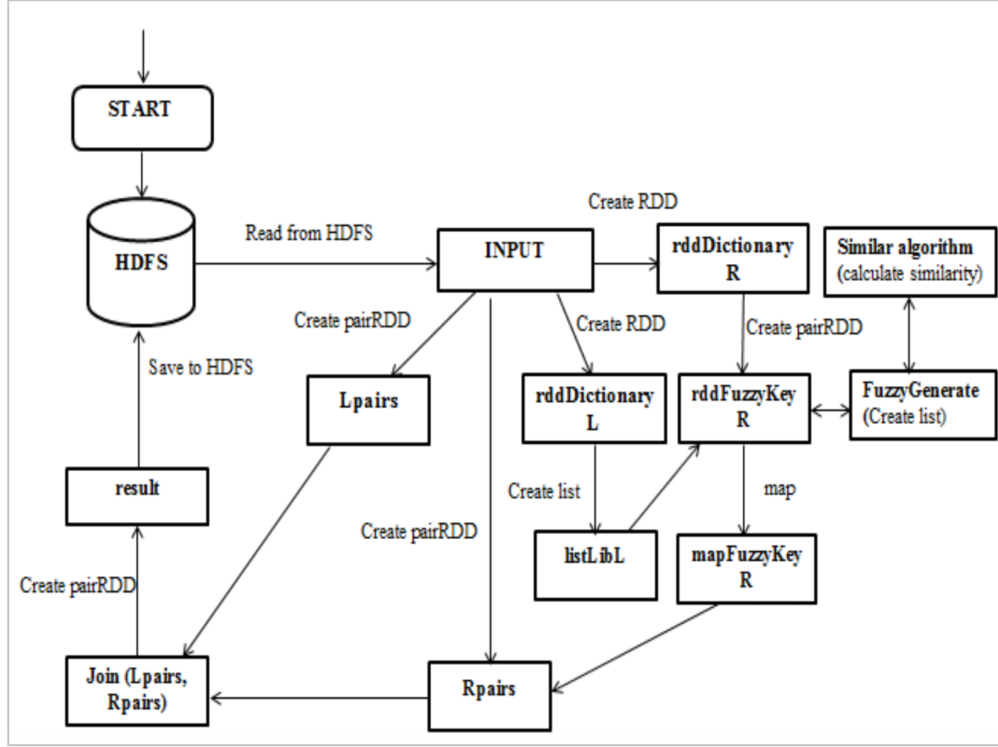 START
HDFS
Read from HDFS
INPUT
Create RDD
rddDictionary
R
Similar algorithm
(calculate similarity)
Create pairRDD
Create RDD
Create pairRDD
Save to HDFS
Lpairs
rddDictionary
L
rddFuzzyKey
R
FuzzyGenerate
(Create list)
result
Create list
map
Create pairRDD
listLibL
mapFuzzyKey
R
Create pairRDD
Join (Lpairs,
Rpairs)
Rpairs